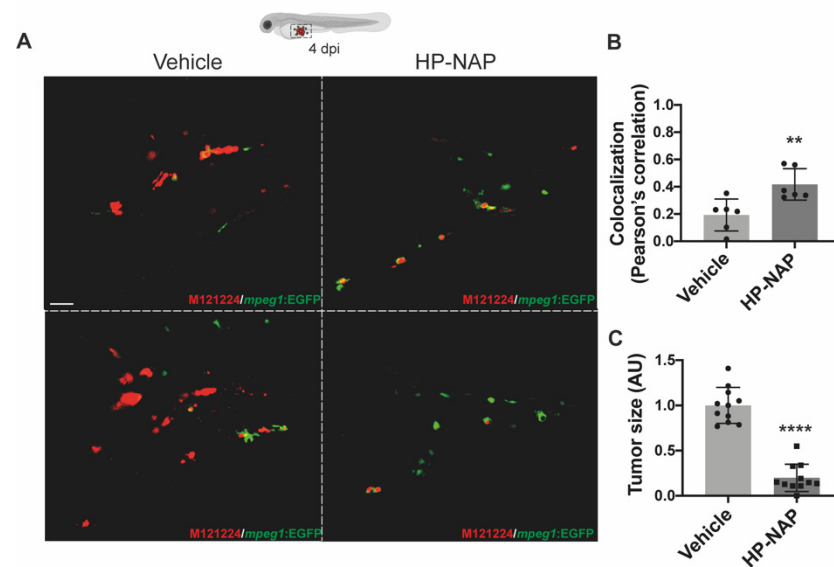 A
4 dpi
Vehicle
HP-NAP
M121224/mpeg1:EGFP
M121224/mpeg1:EGFP
M121224/mpeg1:EGFP
M121224/mpeg1:EGFP
B
Colocalization
(Pearson's correlation)
1.0
0.8
0.6
0.4
0.2
0.0
**
Vehicle
HP-NAP
C
Tumor size (AU)
1.5
1.0
0.5
0.0
****
Vehicle
HP-NAP